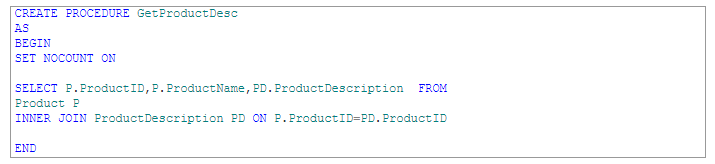 CREATE PROCEDURE GetProductDesc
AS
BEGIN
SET NOCOUNT ON
SELECT P.ProductID,P.ProductName,PD.ProductDescription  FROM
Product P
INNER JOIN ProductDescription PD ON P.ProductID=PD.ProductID
END